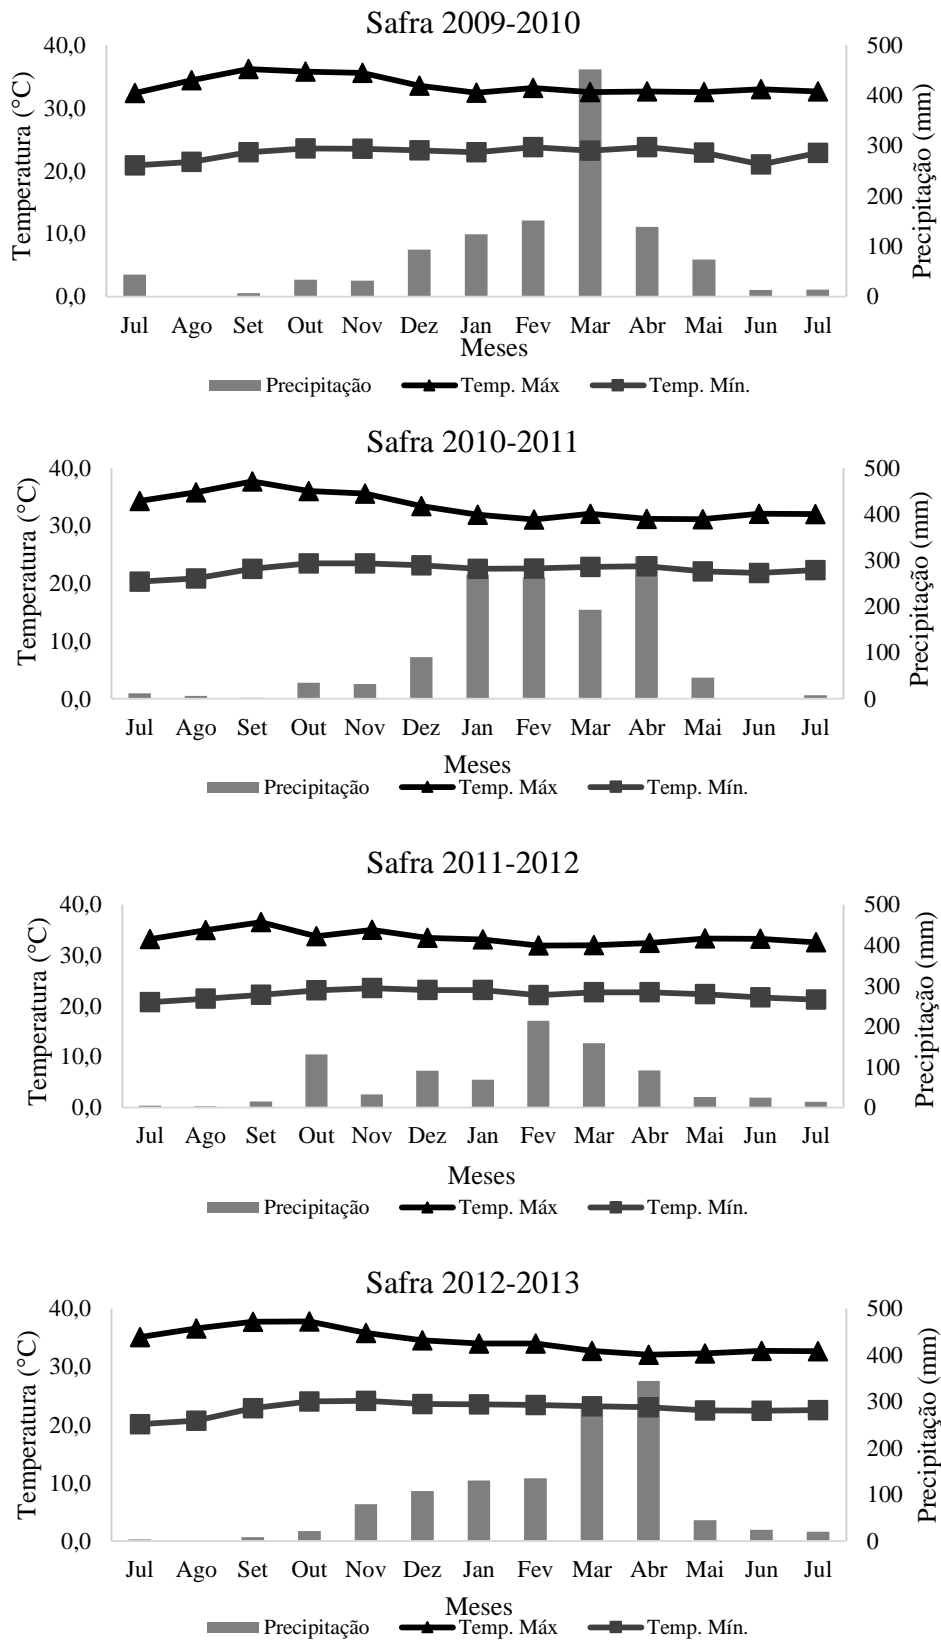 Safra 2009-2010
40,0
30,0
20,0
10,0
0,0
Temperatura (°C)
500
400
300
200
100
0
Precipitação (mm)
Jul Ago Set Out Nov Dez Jan Fev Mar Abr Mai Jun Jul
Meses
Precipitação Temp. Máx Temp. Mín.
Safra 2010-2011
40,0
30,0
20,0
10,0
0,0
Temperatura (°C)
500
400
300
200
100
0
Precipitação (mm)
Jul Ago Set Out Nov Dez Jan Fev Mar Abr Mai Jun Jul
Meses
Precipitação Temp. Máx Temp. Mín.
Safra 2011-2012
40,0
30,0
20,0
10,0
0,0
Temperatura (°C)
500
400
300
200
100
0
Precipitação (mm)
Jul Ago Set Out Nov Dez Jan Fev Mar Abr Mai Jun Jul
Meses
Precipitação Temp. Máx Temp. Mín.
Safra 2012-2013
40,0
30,0
20,0
10,0
0,0
Temperatura (°C)
500
400
300
200
100
0
Precipitação (mm)
Jul Ago Set Out Nov Dez Jan Fev Mar Abr Mai Jun Jul
Meses
Precipitação Temp. Máx Temp. Mín.